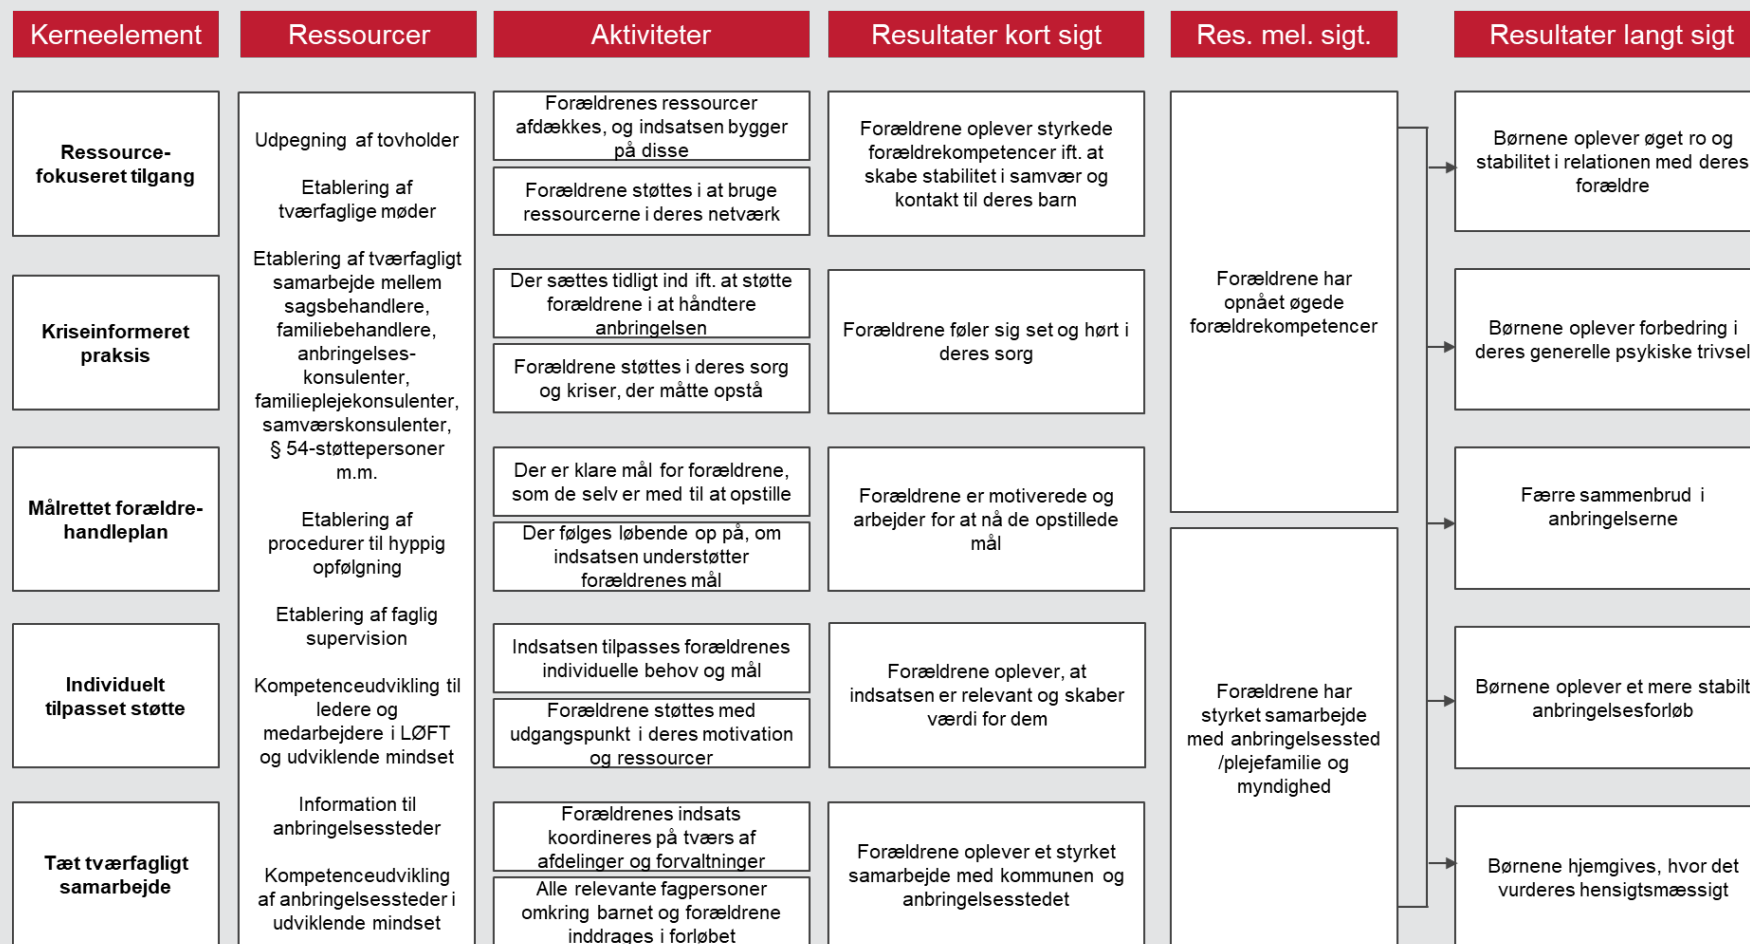 Kerneelement
Ressourcer
Aktiviteter
Resultater kort sigt
Res. mel. sigt.
Resultater langt sigt
Ressource-
fokuseret tilgang
Kriseinformeret
praksis
Målrettet forældre-
handleplan
Individuelt
tilpasset støtte
Tæt tværfagligt
samarbejde
Udpegning af tovholder
Etablering af
tværfaglige møder
Etablering af tværfagligt
samarbejde mellem
sagsbehandlere,
familiebehandlere,
anbringelses-
konsulenter,
familieplejekonsulenter,
samværskonsulenter,
§ 54-støttepersoner
m.m.
Etablering af
procedurer til hyppig
opfølgning
Etablering af faglig
supervision
Kompetenceudvikling til
ledere og
medarbejdere i LØFT
og udviklende mindset
Information til
anbringelsessteder
Kompetenceudvikling
af anbringelsessteder i
udviklende mindset
Forældrenes ressourcer
afdækkes, og indsatsen bygger
på disse
Forældrene støttes i at bruge
ressourcerne i deres netværk
Der sættes tidligt ind ift. at støtte
forældrene i at håndtere
anbringelsen
Forældrene støttes i deres sorg
og kriser, der måtte opstå
Der er klare mål for forældrene,
som de selv er med til at opstille
Der følges løbende op på, om
indsatsen understøtter
forældrenes mål
Indsatsen tilpasses forældrenes
individuelle behov og mål
Forældrene støttes med
udgangspunkt i deres motivation
og ressourcer
Forældrenes indsats
koordineres på tværs af
afdelinger og forvaltninger
Alle relevante fagpersoner
omkring barnet og forældrene
inddrages i forløbet
Forældrene oplever styrkede
forældrekompetencer ift. at
skabe stabilitet i samvær og
kontakt til deres barn
Forældrene føler sig set og hørt i
deres sorg
Forældrene er motiverede og
arbejder for at nå de opstillede
mål
Forældrene oplever, at
indsatsen er relevant og skaber
værdi for dem
Forældrene oplever et styrket
samarbejde med kommunen og
anbringelsesstedet
Forældrene har
opnået øgede
forældrekompetencer
Forældrene har
styrket samarbejde
med anbringelsessted
/plejefamilie og
myndighed
Børnene oplever øget ro og
stabilitet i relationen med deres
forældre
Børnene oplever forbedring i
deres generelle psykiske trivsel
Færre sammenbrud i
anbringelserne
Børnene oplever et mere stabilt
anbringelsesforløb
Børnene hjemgives, hvor det
vurderes hensigtsmæssigt